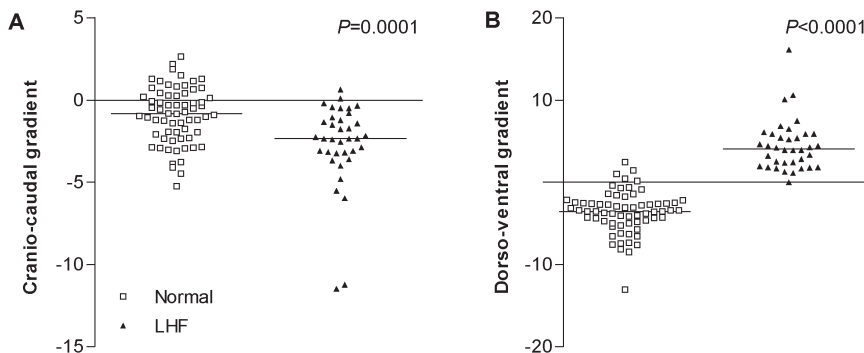 A
Cranio-caudal gradient
5
0
-5
-10
-15
P=0.0001
Normal
LHF
B
Dorso-ventral gradient
20
10
0
-10
-20
P<0.0001